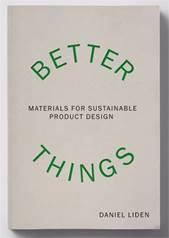 BETTER
MATERIALS FOR SUSTAINABLE
PRODUCT DESIGN
THINGS
DANIEL LIDEN